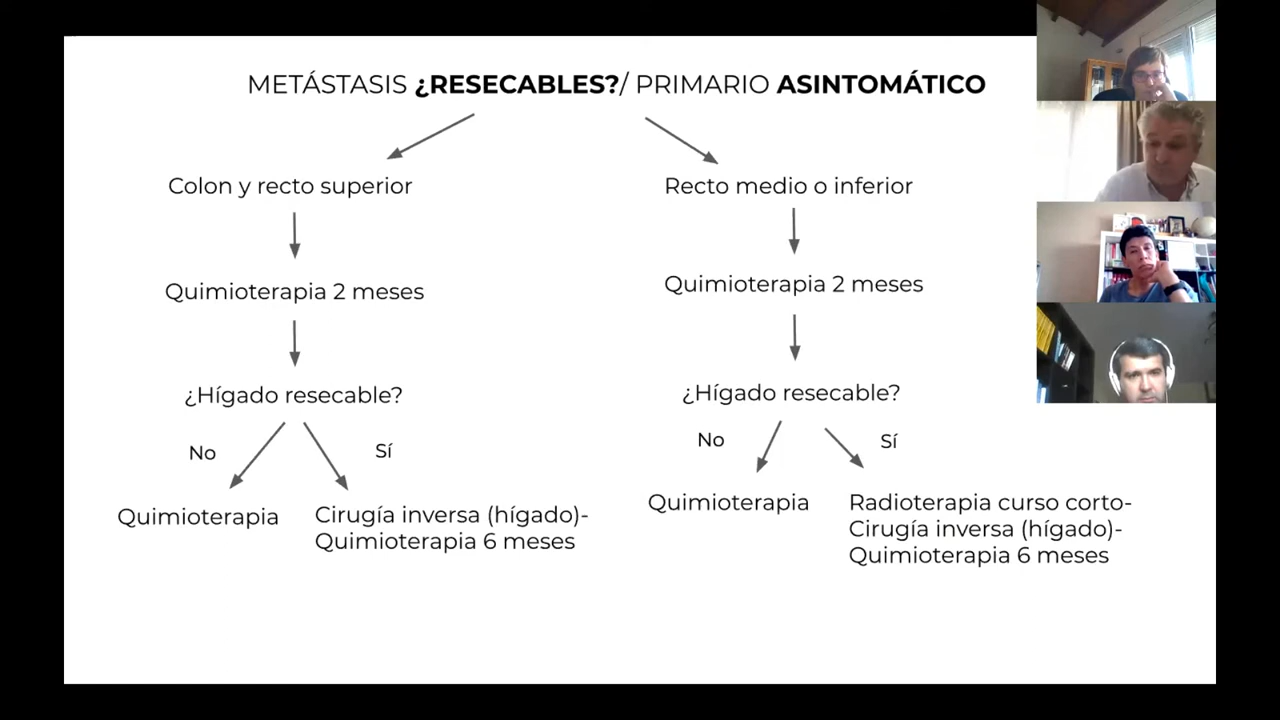 METÁSTASIS ¿RESECABLES?/ PRIMARIO ASINTOMÁTICO
Colon y recto superior
Quimioterapia 2 meses
¿Hígado resecable?
No
Sí
Quimioterapia
Cirugía inversa (hígado)-
Quimioterapia 6 meses
Recto medio o inferior
Quimioterapia 2 meses
¿Hígado resecable?
No
Sí
Quimioterapia
Radioterapia curso corto-
Cirugía inversa (hígado)-
Quimioterapia 6 meses